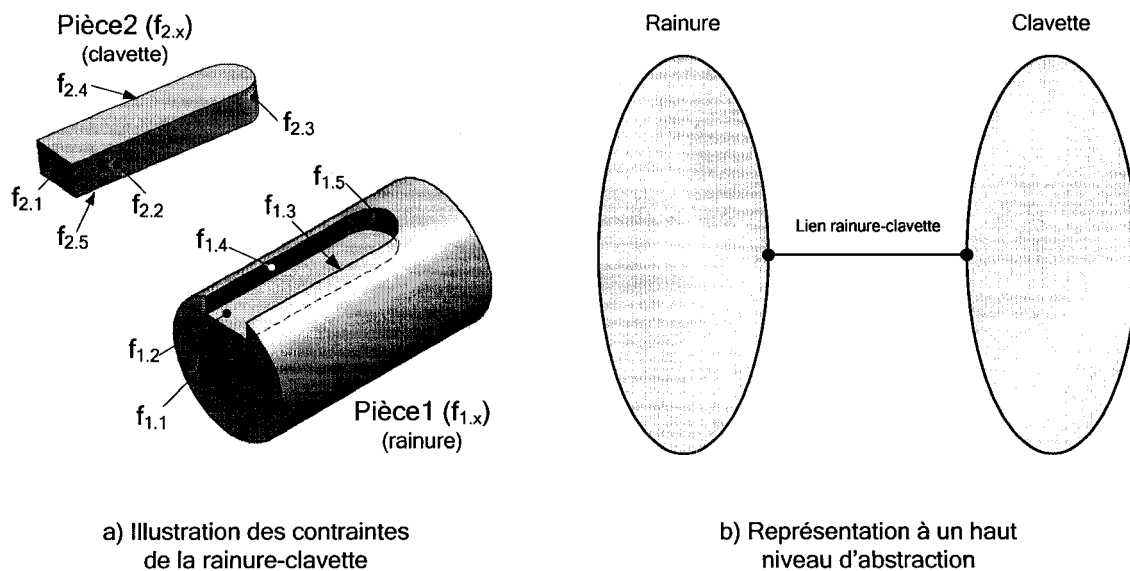 Pièce2 (f2.x)
(clavette)
f2.4
f2.3
f2.1
f2.2
f2.5
f1.5
f1.3
f1.4
f1.2
f1.1
Pièce1 (f1.x)
(rainure)
a) Illustration des contraintes
de la rainure-clavette
Rainure
Clavette
Lien rainure-clavette
b) Représentation à un haut
niveau d'abstraction